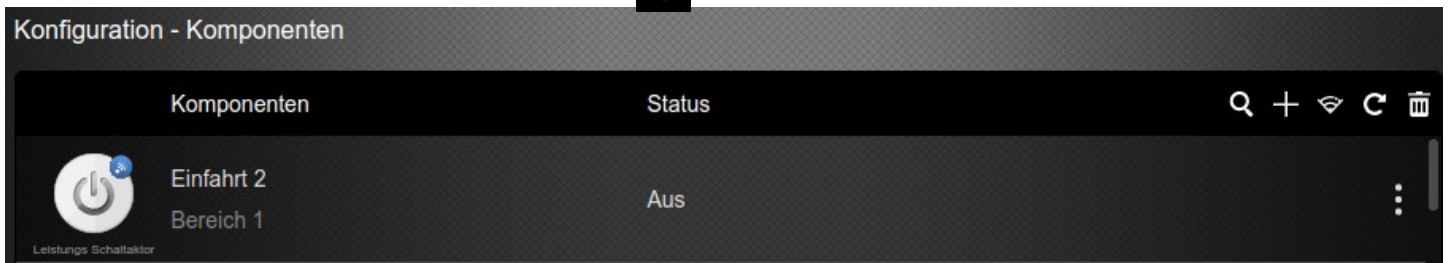 Konfiguration - Komponenten
Komponenten Status
Einfahrt 2
Bereich 1
Aus
Leistungs Schaltaktor